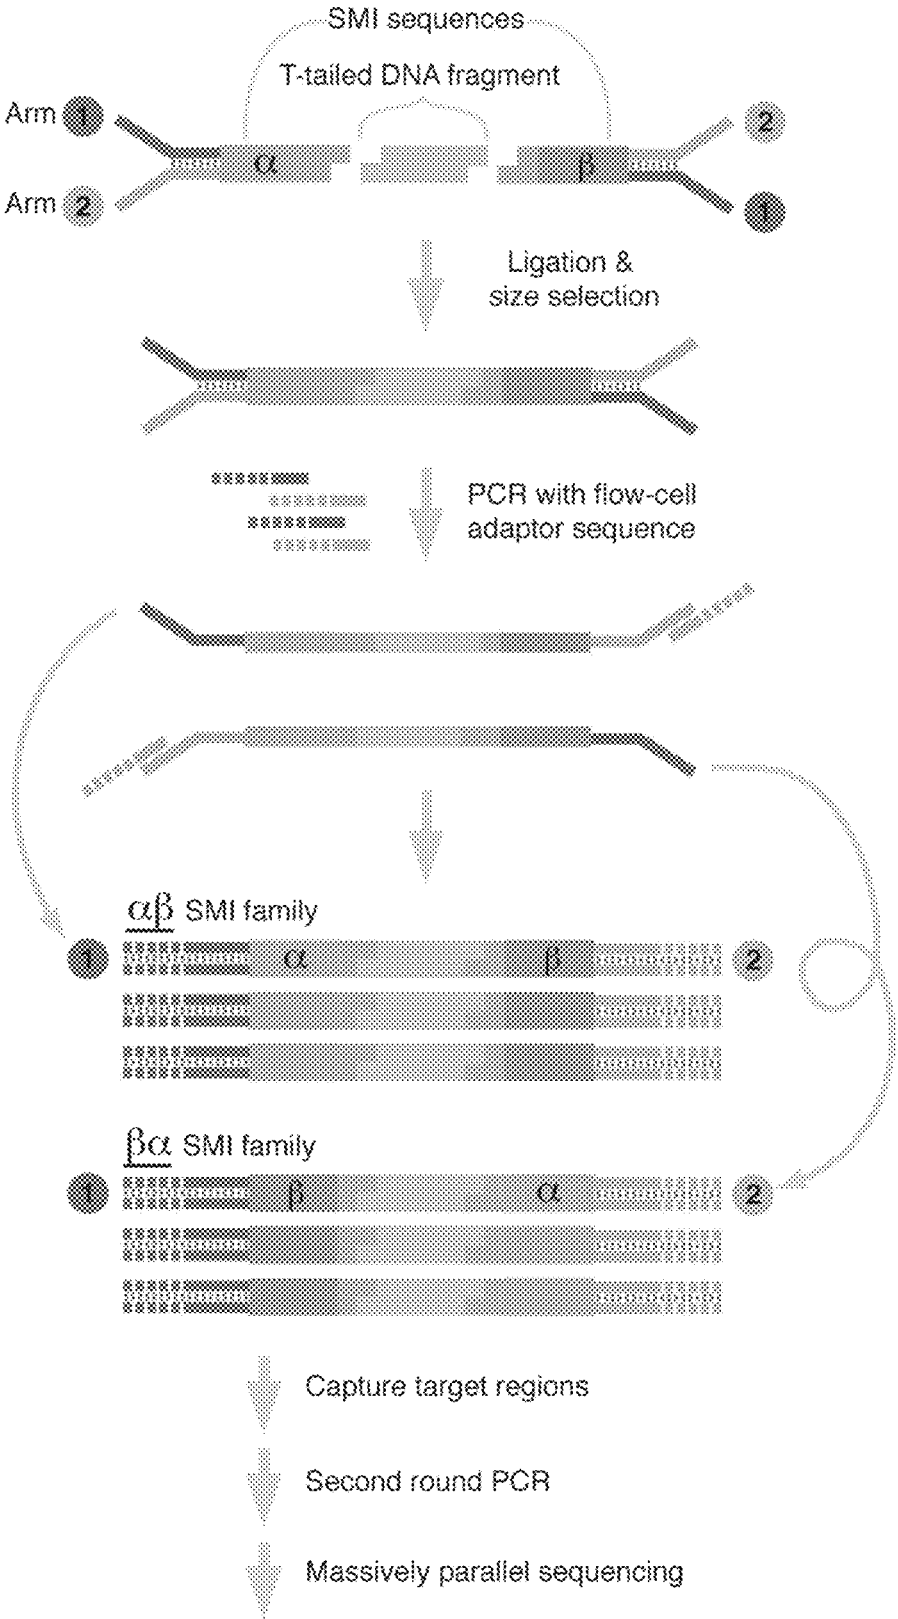 SMI sequences
T-tailed DNA fragment
Arm 1
2
α
β
Arm 2
1
Ligation &
size selection
PCR with flow-cell
adaptor sequence
αβ SMI family
1
α
β
2
βα SMI family
1
β
α
2
Capture target regions
Second round PCR
Massively parallel sequencing